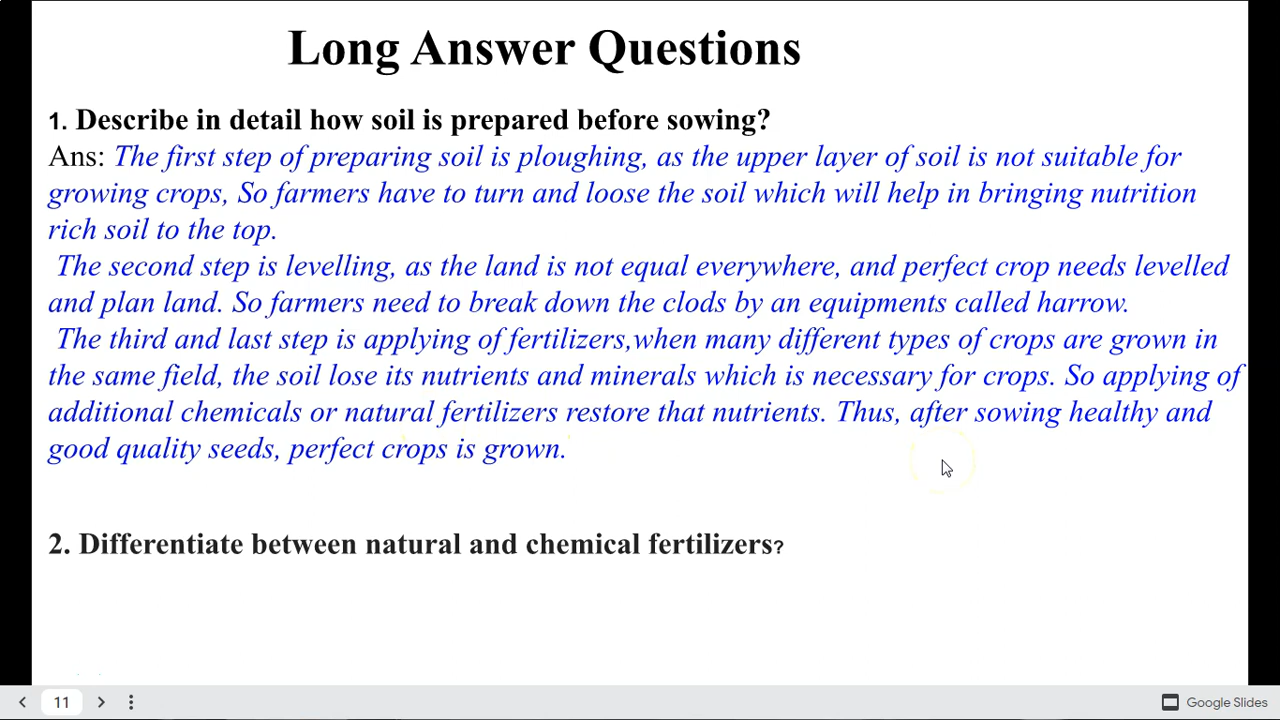 Long Answer Questions
1. Describe in detail how soil is prepared before sowing?
Ans: The first step of preparing soil is ploughing, as the upper layer of soil is not suitable for
growing crops, So farmers have to turn and loose the soil which will help in bringing nutrition
rich soil to the top.
The second step is levelling, as the land is not equal everywhere, and perfect crop needs levelled
and plan land. So farmers need to break down the clods by an equipments called harrow.
The third and last step is applying of fertilizers,when many different types of crops are grown in
the same field, the soil lose its nutrients and minerals which is necessary for crops. So applying of
additional chemicals or natural fertilizers restore that nutrients. Thus, after sowing healthy and
good quality seeds, perfect crops is grown.
2. Differentiate between natural and chemical fertilizers?
11
Google Slides